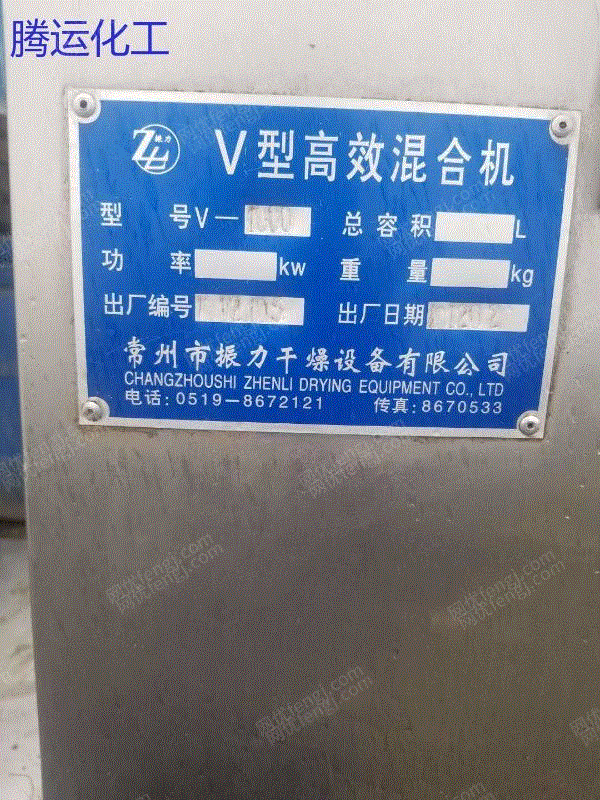 腾运化工
振力
V型高效混合机
型 号V— 总容积 L
功 率 kw 重 量 kg
出厂编号 出厂日期
常州市振力干燥设备有限公司
CHANGZHOUSHI ZHENLI DRYING EQUIPMENT CO., LTD
电话:0519－8672121 传真:8670533